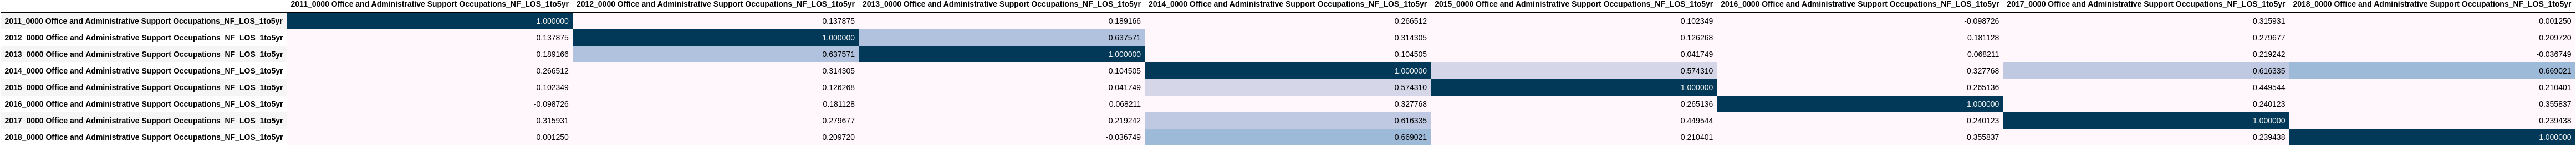 2011_0000 Office and Administrative Support Occupations_NF_LOS_1to5yr 2012_0000 Office and Administrative Support Occupations_NF_LOS_1to5yr 2013_0000 Office and Administrative Support Occupations_NF_LOS_1to5yr 2014_0000 Office and Administrative Support Occupations_NF_LOS_1to5yr 2015_0000 Office and Administrative Support Occupations_NF_LOS_1to5yr 2016_0000 Office and Administrative Support Occupations_NF_LOS_1to5yr 2017_0000 Office and Administrative Support Occupations_NF_LOS_1to5yr 2018_0000 Office and Administrative Support Occupations_NF_LOS_1to5yr
2011_0000 Office and Administrative Support Occupations_NF_LOS_1to5yr 1.000000 0.137875 0.189166 0.266512 0.102349 -0.098726 0.315931 0.001250
2012_0000 Office and Administrative Support Occupations_NF_LOS_1to5yr 0.137875 1.000000 0.637571 0.314305 0.126268 0.181128 0.279677 0.209720
2013_0000 Office and Administrative Support Occupations_NF_LOS_1to5yr 0.189166 0.637571 1.000000 0.104505 0.041749 0.068211 0.219242 -0.036749
2014_0000 Office and Administrative Support Occupations_NF_LOS_1to5yr 0.266512 0.314305 0.104505 1.000000 0.574310 0.327768 0.616335 0.669021
2015_0000 Office and Administrative Support Occupations_NF_LOS_1to5yr 0.102349 0.126268 0.041749 0.574310 1.000000 0.265136 0.449544 0.210401
2016_0000 Office and Administrative Support Occupations_NF_LOS_1to5yr -0.098726 0.181128 0.068211 0.327768 0.265136 1.000000 0.240123 0.355837
2017_0000 Office and Administrative Support Occupations_NF_LOS_1to5yr 0.315931 0.279677 0.219242 0.616335 0.449544 0.240123 1.000000 0.239438
2018_0000 Office and Administrative Support Occupations_NF_LOS_1to5yr 0.001250 0.209720 -0.036749 0.669021 0.210401 0.355837 0.239438 1.000000